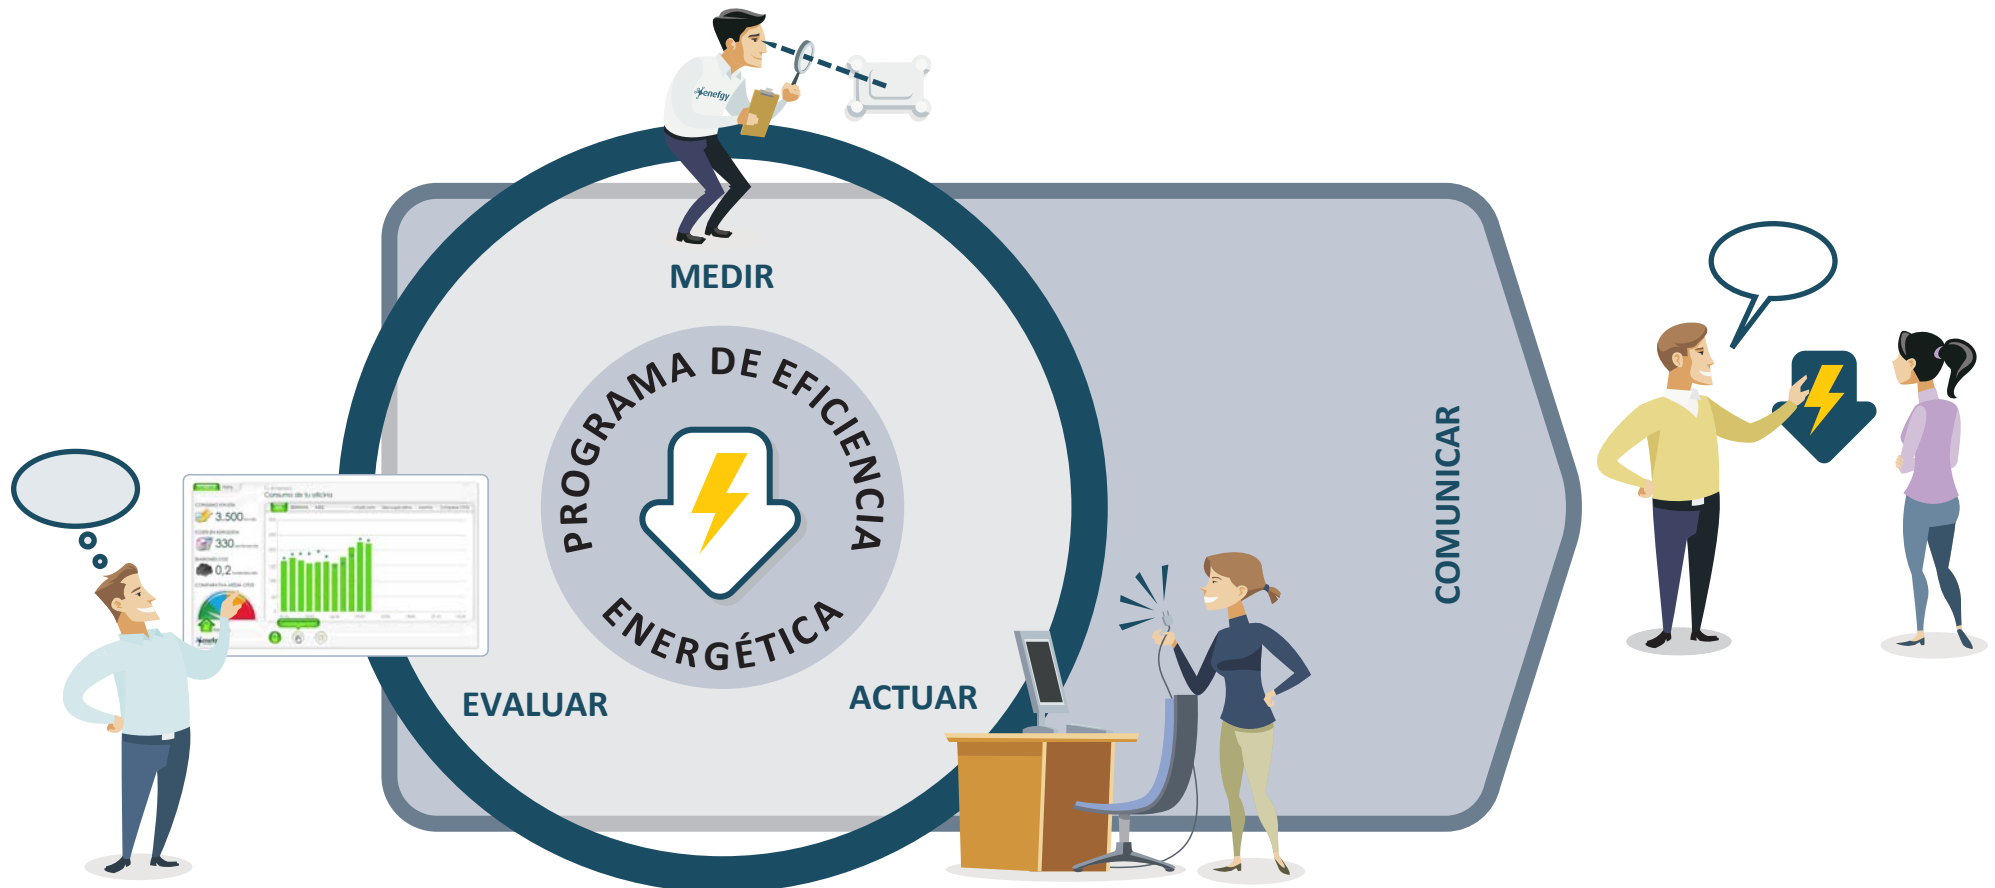 enefgy
MEDIR
PROGRAMA DE EFICIENCIA
ENERGÉTICA
EVALUAR
ACTUAR
COMUNICAR
Consumo de tu oficina
3.500
330
0,2